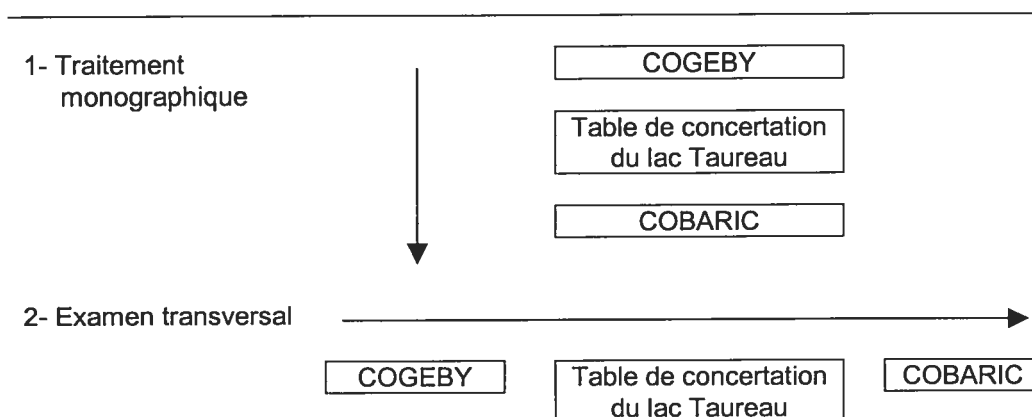 1- Traitement
monographique
COGEBY
Table de concertation
du lac Taureau
COBARIC
2- Examen transversal
COGEBY
Table de concertation
du lac Taureau
COBARIC